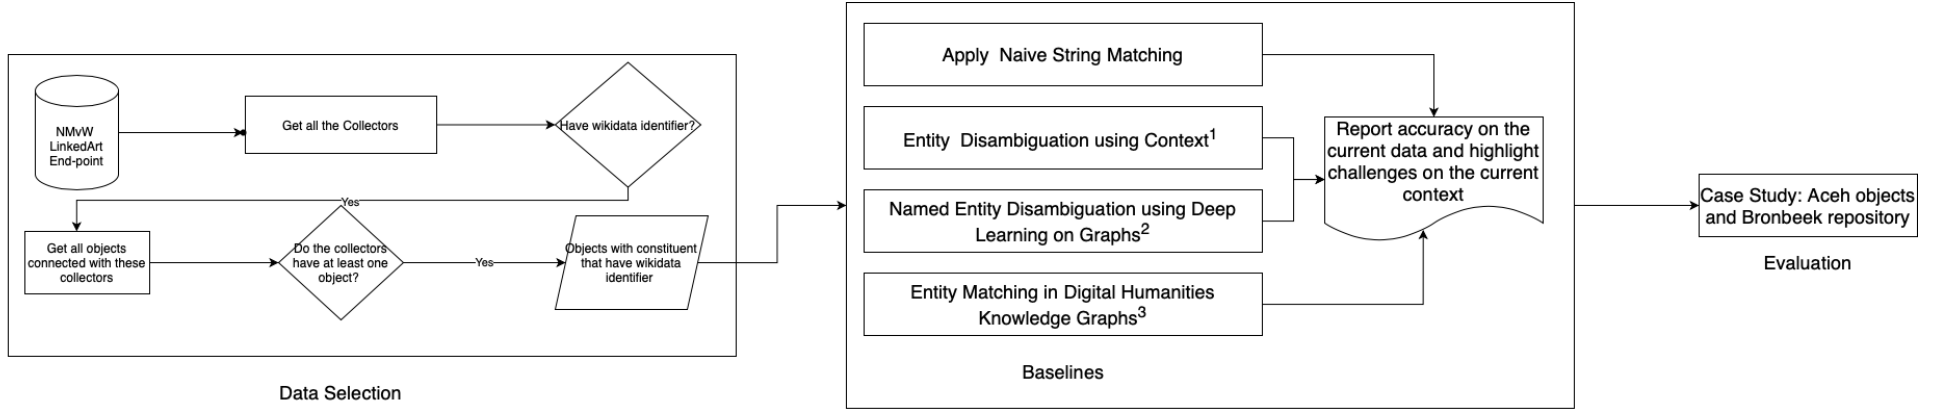 NMvW
LinkedArt
End-point
Get all the Collectors
Have wikidata identifier?
Yes
Get all objects
connected with these
collectors
Do the collectors
have at least one
object?
Yes
Objects with constituent
that have wikidata
identifier
Data Selection
Apply Naive String Matching
Entity Disambiguation using Context¹
Named Entity Disambiguation using Deep
Learning on Graphs²
Entity Matching in Digital Humanities
Knowledge Graphs³
Report accuracy on the
current data and highlight
challenges on the current
context
Baselines
Case Study: Aceh objects
and Bronbeek repository
Evaluation